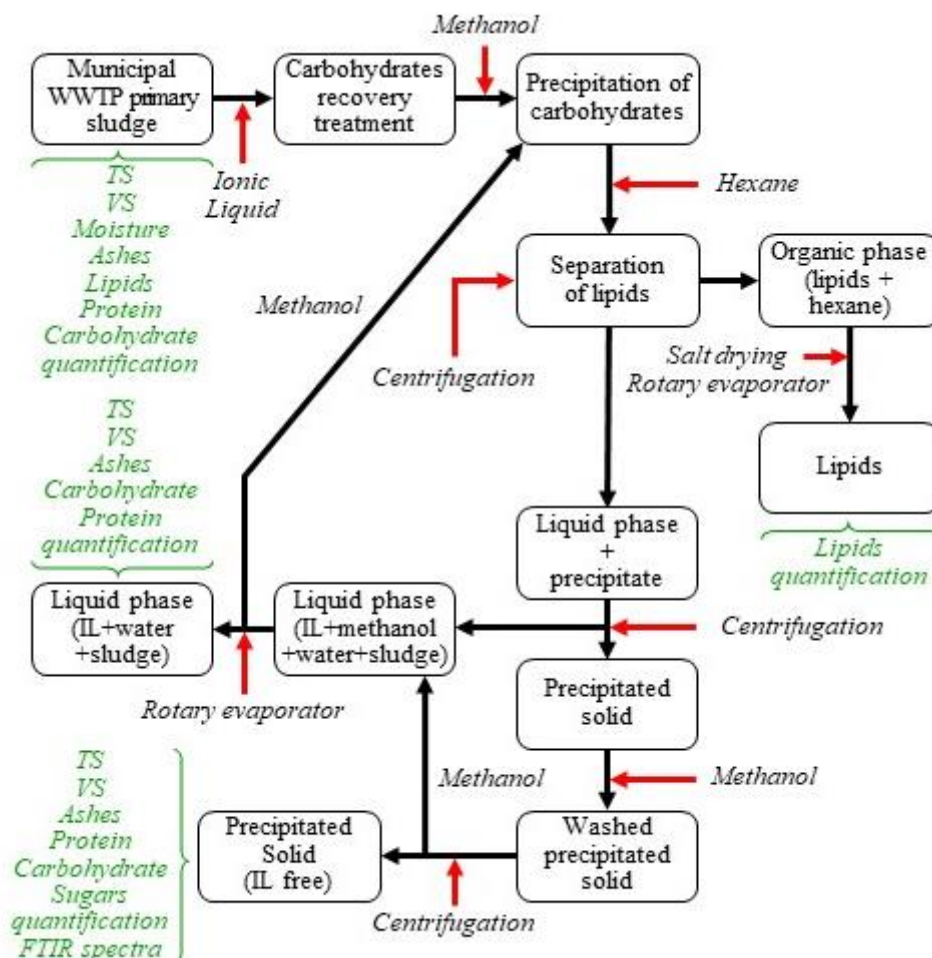 Methanol
Municipal
WWTP primary
sludge
Carbohydrates
recovery
treatment
Precipitation of
carbohydrates
Ionic
Liquid
Hexane
TS
VS
Moisture
Ashes
Lipids
Protein
Carbohydrate
quantification
Methanol
Separation
of lipids
Organic phase
(lipids +
hexane)
Centrifugation
Salt drying
Rotary evaporator
Lipids
Lipids
quantification
TS
VS
Ashes
Carbohydrate
Protein
quantification
Liquid phase
+
precipitate
Liquid phase
(IL+water
+sludge)
Liquid phase
(IL+methanol
+water+sludge)
Centrifugation
Rotary evaporator
Precipitated
solid
Methanol
Methanol
TS
VS
Ashes
Protein
Carbohydrate
Sugars
quantification
FTIR spectra
Precipitated
Solid
(IL free)
Washed
precipitated
solid
Centrifugation